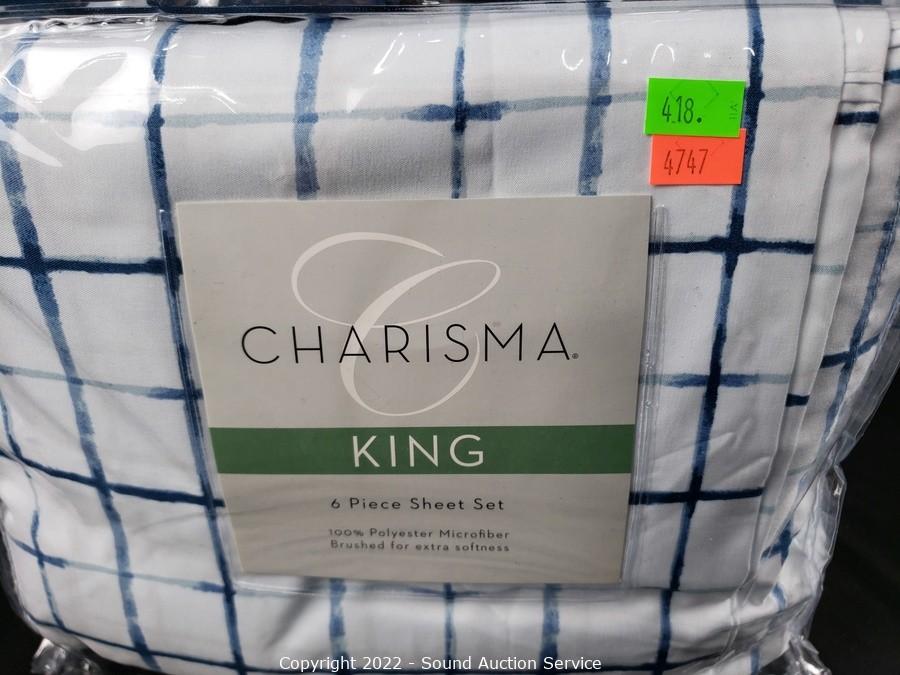 418.
4747
CHARISMA®
KING
6 Piece Sheet Set
100% Polyester Microfiber
Brushed for extra softness
Copyright 2022 - Sound Auction Service